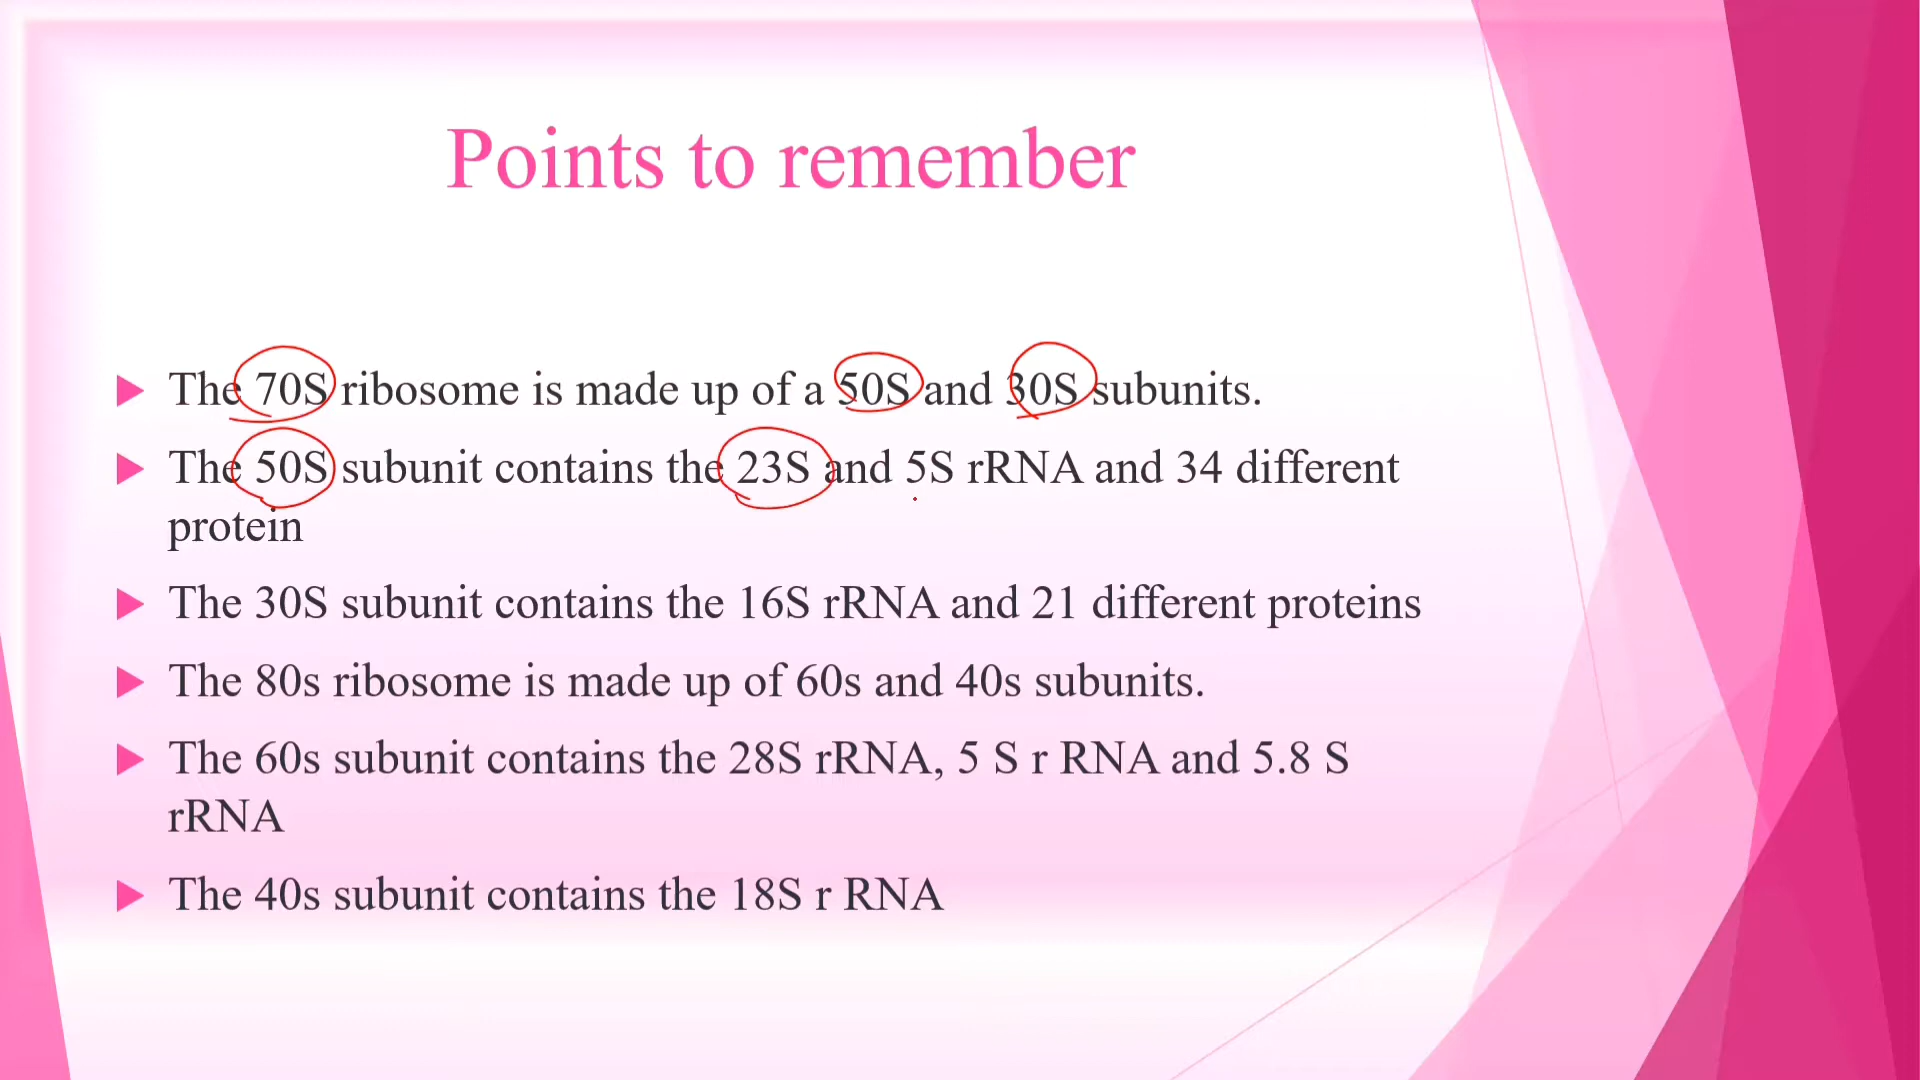 Points to remember
The 70S ribosome is made up of a 50S and 30S subunits.
The 50S subunit contains the 23S and 5S rRNA and 34 different
protein
The 30S subunit contains the 16S rRNA and 21 different proteins
The 80s ribosome is made up of 60s and 40s subunits.
The 60s subunit contains the 28S rRNA, 5 S r RNA and 5.8 S
rRNA
The 40s subunit contains the 18S r RNA